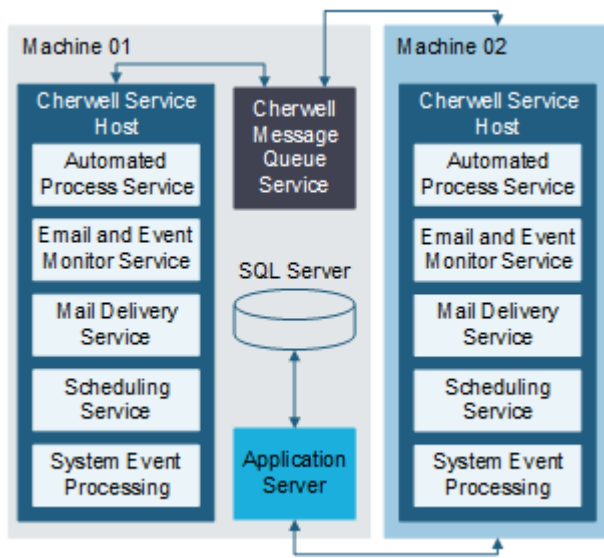 Machine 01
Cherwell Service
Host
Automated
Process Service
Email and Event
Monitor Service
Mail Delivery
Service
Scheduling
Service
System Event
Processing
Cherwell
Message
Queue
Service
SQL Server
Application
Server
Machine 02
Cherwell Service
Host
Automated
Process Service
Email and Event
Monitor Service
Mail Delivery
Service
Scheduling
Service
System Event
Processing